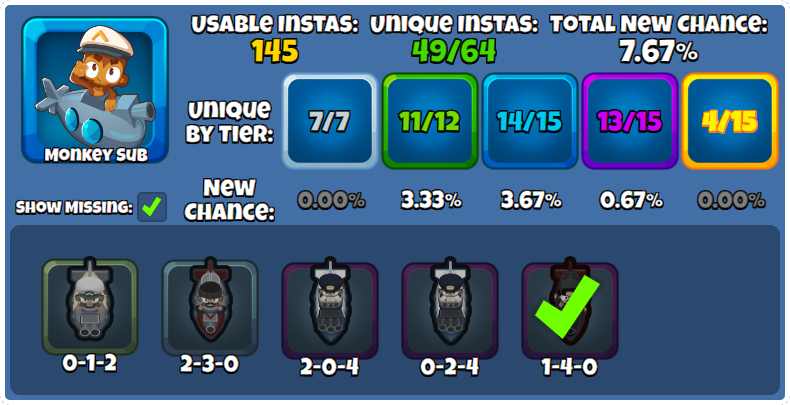 USABLE INSTAS: UNIQUE INSTAS: TOTAL NEW CHANCE:
145 49/64 7.67%
UNIQUE BY TIER: 7/7 11/12 14/15 13/15 4/15
MONKEY SUB
SHOW MISSING:
NEW CHANCE: 0.00% 3.33% 3.67% 0.67% 0.00%
0-1-2 2-3-0 2-0-4 0-2-4 1-4-0